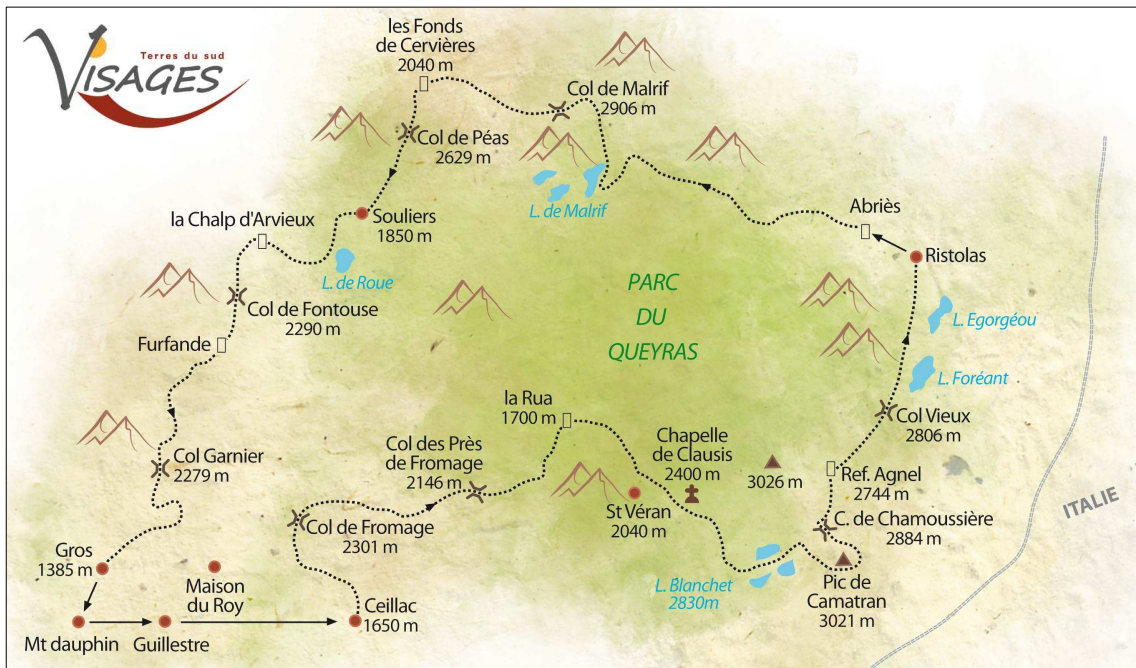 Terres du sud
VISAGES
les Fonds
de Cervières
2040 m
Col de Malrif
2906 m
Col de Péas
2629 m
L. de Malrif
Souliers
1850 m
la Chalp d'Arvieux
L. de Roue
Abriès
Ristolas
PARC
DU
QUEYRAS
Col de Fontouse
2290 m
L. Egorgéou
Furfande
L. Foréant
la Rua
1700 m
Col Vieux
2806 m
Chapelle
de Clausis
2400 m
Col Garnier
2279 m
Col des Près
de Fromage
2146 m
3026 m
Ref. Agnel
2744 m
ITALIE
St Véran
2040 m
Col de Fromage
2301 m
C. de Chamoussière
2884 m
Gros
1385 m
Maison
du Roy
L. Blanchet
2830m
Pic de
Camatran
3021 m
Ceillac
1650 m
Mt dauphin
Guillestre